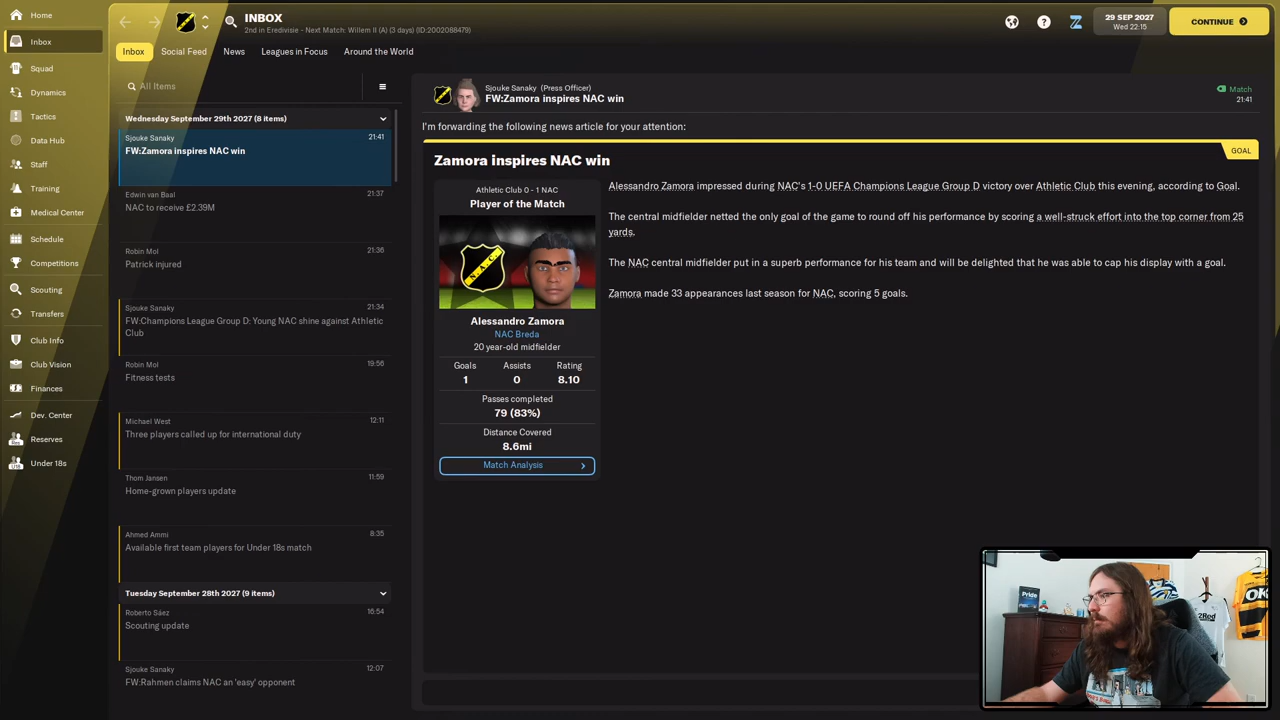 Home
Inbox
Squad
Dynamics
Tactics
Data Hub
Staff
Training
Medical Center
Schedule
Competitions
Scouting
Transfers
Club Info
Club Vision
Finances
Dev. Center
Reserves
Under 18s
INBOX
2nd in Eredivisie - Next Match: Willem II (A) (3 days) (ID:2002088479)
29 SEP 2027
Wed 22:15
CONTINUE
Inbox
Social Feed
News
Leagues in Focus
Around the World
All Items
Wednesday September 29th 2027 (8 items)
Sjouke Sanaky 21:41
FW:Zamora inspires NAC win
Edwin van Baal 21:37
NAC to receive £2.39M
Robin Mol 21:36
Patrick injured
Sjouke Sanaky 21:34
FW:Champions League Group D: Young NAC shine against Athletic
Club
Robin Mol 19:56
Fitness tests
Michael West 12:11
Three players called up for international duty
Thom Jansen 11:59
Home-grown players update
Ahmed Ammi 8:35
Available first team players for Under 18s match
Tuesday September 28th 2027 (9 items)
Roberto Sáez 16:54
Scouting update
Sjouke Sanaky 12:07
FW:Rahmen claims NAC an 'easy' opponent
Sjouke Sanaky (Press Officer)
FW:Zamora inspires NAC win
Match
21:41
I'm forwarding the following news article for your attention:
GOAL
Zamora inspires NAC win
Athletic Club 0 - 1 NAC
Player of the Match
N.A.C.
Alessandro Zamora
NAC Breda
20 year-old midfielder
Goals Assists Rating
1 0 8.10
Passes completed
79 (83%)
Distance Covered
8.6mi
Match Analysis
Alessandro Zamora impressed during NAC's 1-0 UEFA Champions League Group D victory over Athletic Club this evening, according to Goal.
The central midfielder netted the only goal of the game to round off his performance by scoring a well-struck effort into the top corner from 25
yards.
The NAC central midfielder put in a superb performance for his team and will be delighted that he was able to cap his display with a goal.
Zamora made 33 appearances last season for NAC, scoring 5 goals.
Pride
2Red